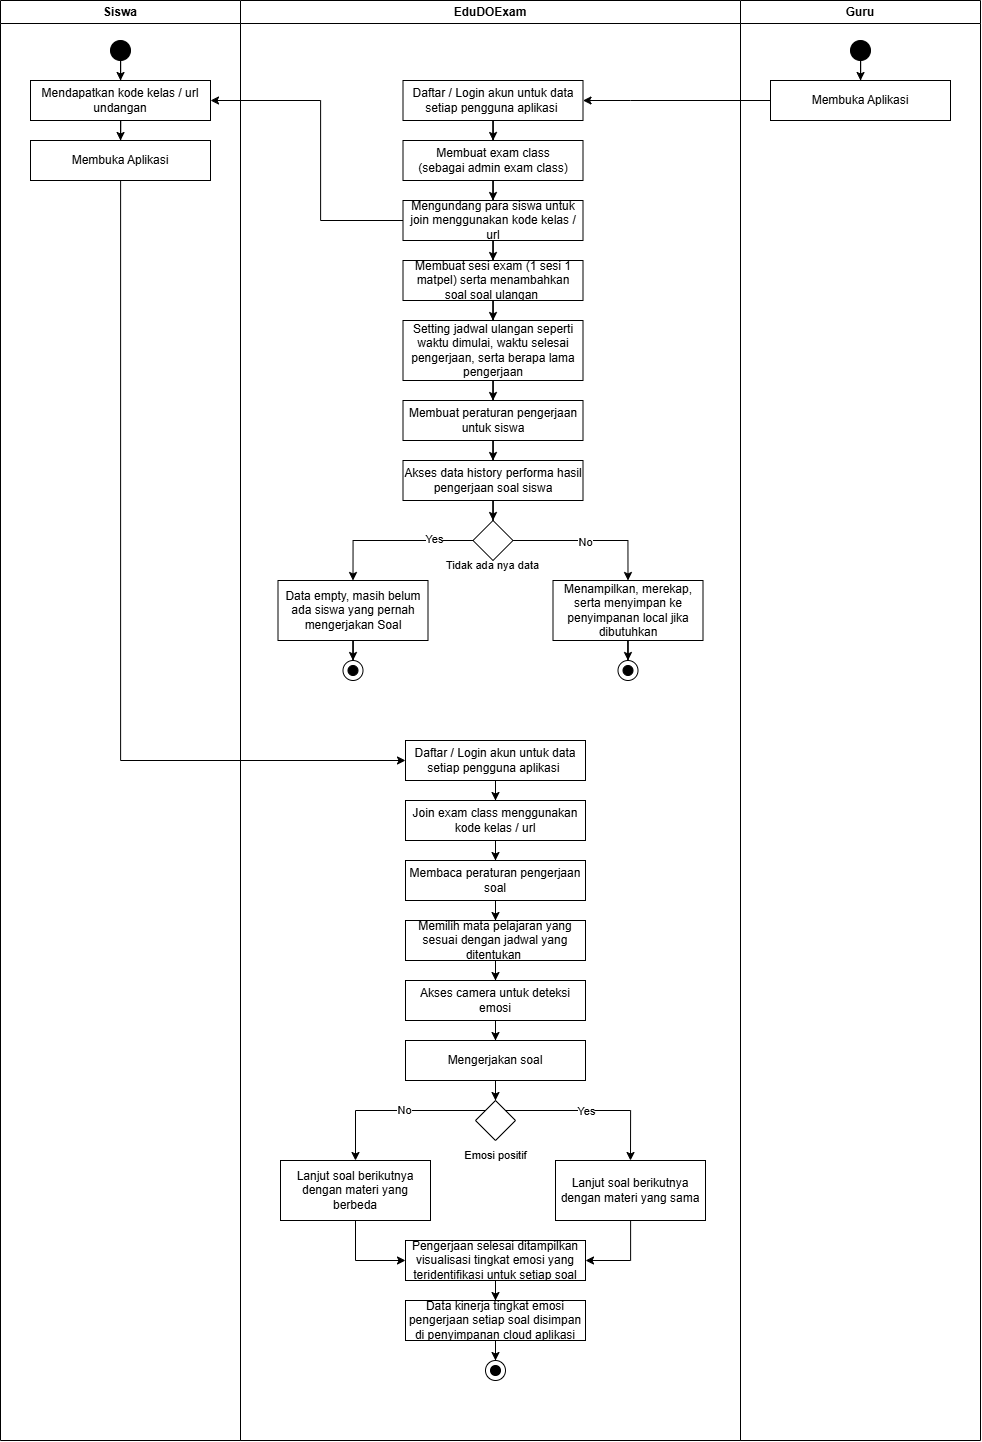 Siswa
EduDOExam
Guru
Mendapatkan kode kelas / url
undangan
Daftar / Login akun untuk data
setiap pengguna aplikasi
Membuka Aplikasi
Membuka Aplikasi
Membuat exam class
(sebagai admin exam class)
Mengundang para siswa untuk
join menggunakan kode kelas /
url
Membuat sesi exam (1 sesi 1
matpel) serta menambahkan
soal soal ulangan
Setting jadwal ulangan seperti
waktu dimulai, waktu selesai
pengerjaan, serta berapa lama
pengerjaan
Membuat peraturan pengerjaan
untuk siswa
Akses data history performa hasil
pengerjaan soal siswa
Yes
No
Tidak ada nya data
Data empty, masih belum
ada siswa yang pernah
mengerjakan Soal
Menampilkan, merekap,
serta menyimpan ke
penyimpanan local jika
dibutuhkan
Daftar / Login akun untuk data
setiap pengguna aplikasi
Join exam class menggunakan
kode kelas / url
Membaca peraturan pengerjaan
soal
Memilih mata pelajaran yang
sesuai dengan jadwal yang
ditentukan
Akses camera untuk deteksi
emosi
Mengerjakan soal
No
Yes
Emosi positif
Lanjut soal berikutnya
dengan materi yang
berbeda
Lanjut soal berikutnya
dengan materi yang sama
Pengerjaan selesai ditampilkan
visualisasi tingkat emosi yang
teridentifikasi untuk setiap soal
Data kinerja tingkat emosi
pengerjaan setiap soal disimpan
di penyimpanan cloud aplikasi